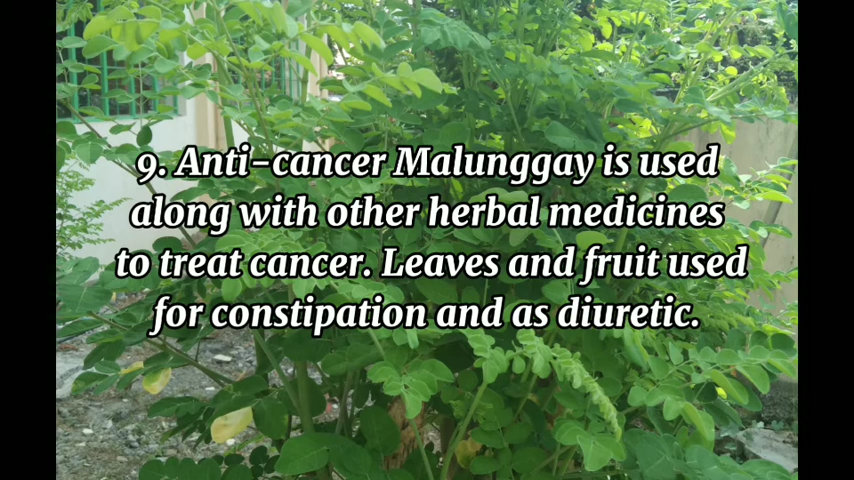 9. Anti-cancer Malunggay is used
along with other herbal medicines
to treat cancer. Leaves and fruit used
for constipation and as diuretic.